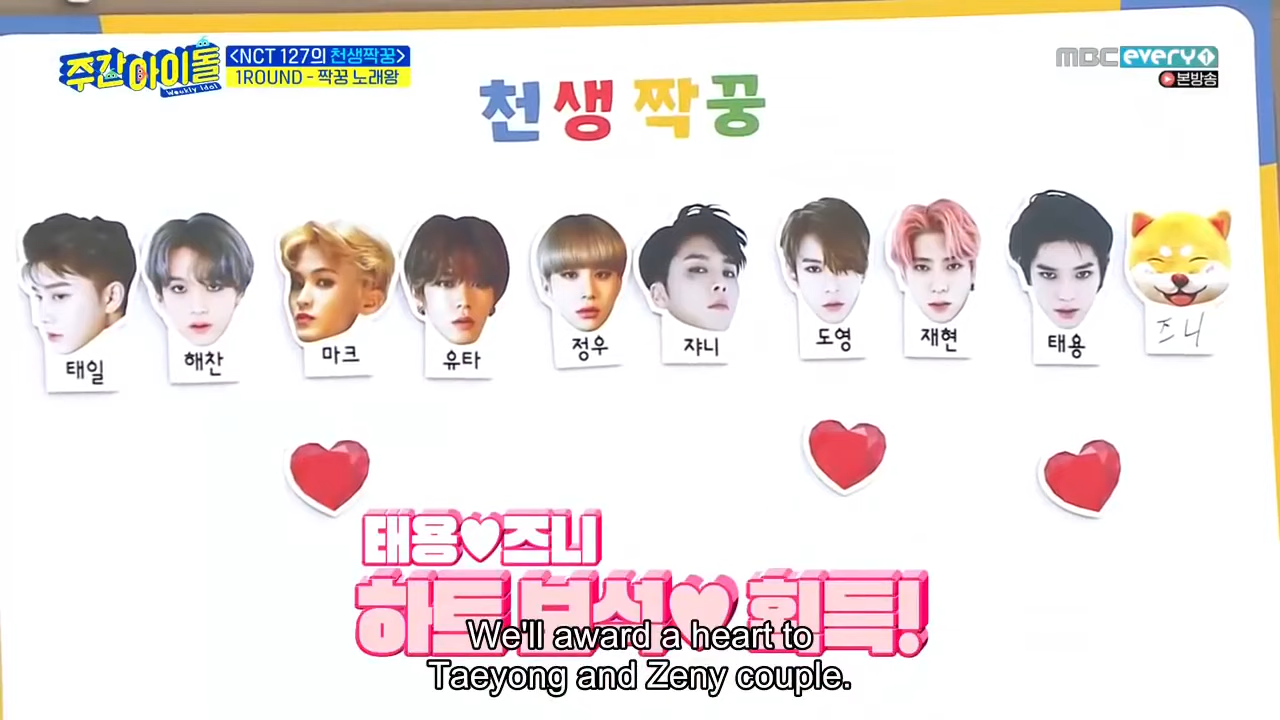 주간아이돌
Weekly Idol
<NCT 127의 천생짝꿍>
1ROUND - 짝꿍 노래왕
MBC every1
본방송
천생 짝꿍
태일
해찬
마크
유타
정우
쟈니
도영
재현
태용
즈니
태용♥즈니
하트 보석♥ 획득!
We'll award a heart to
Taeyong and Zeny couple.